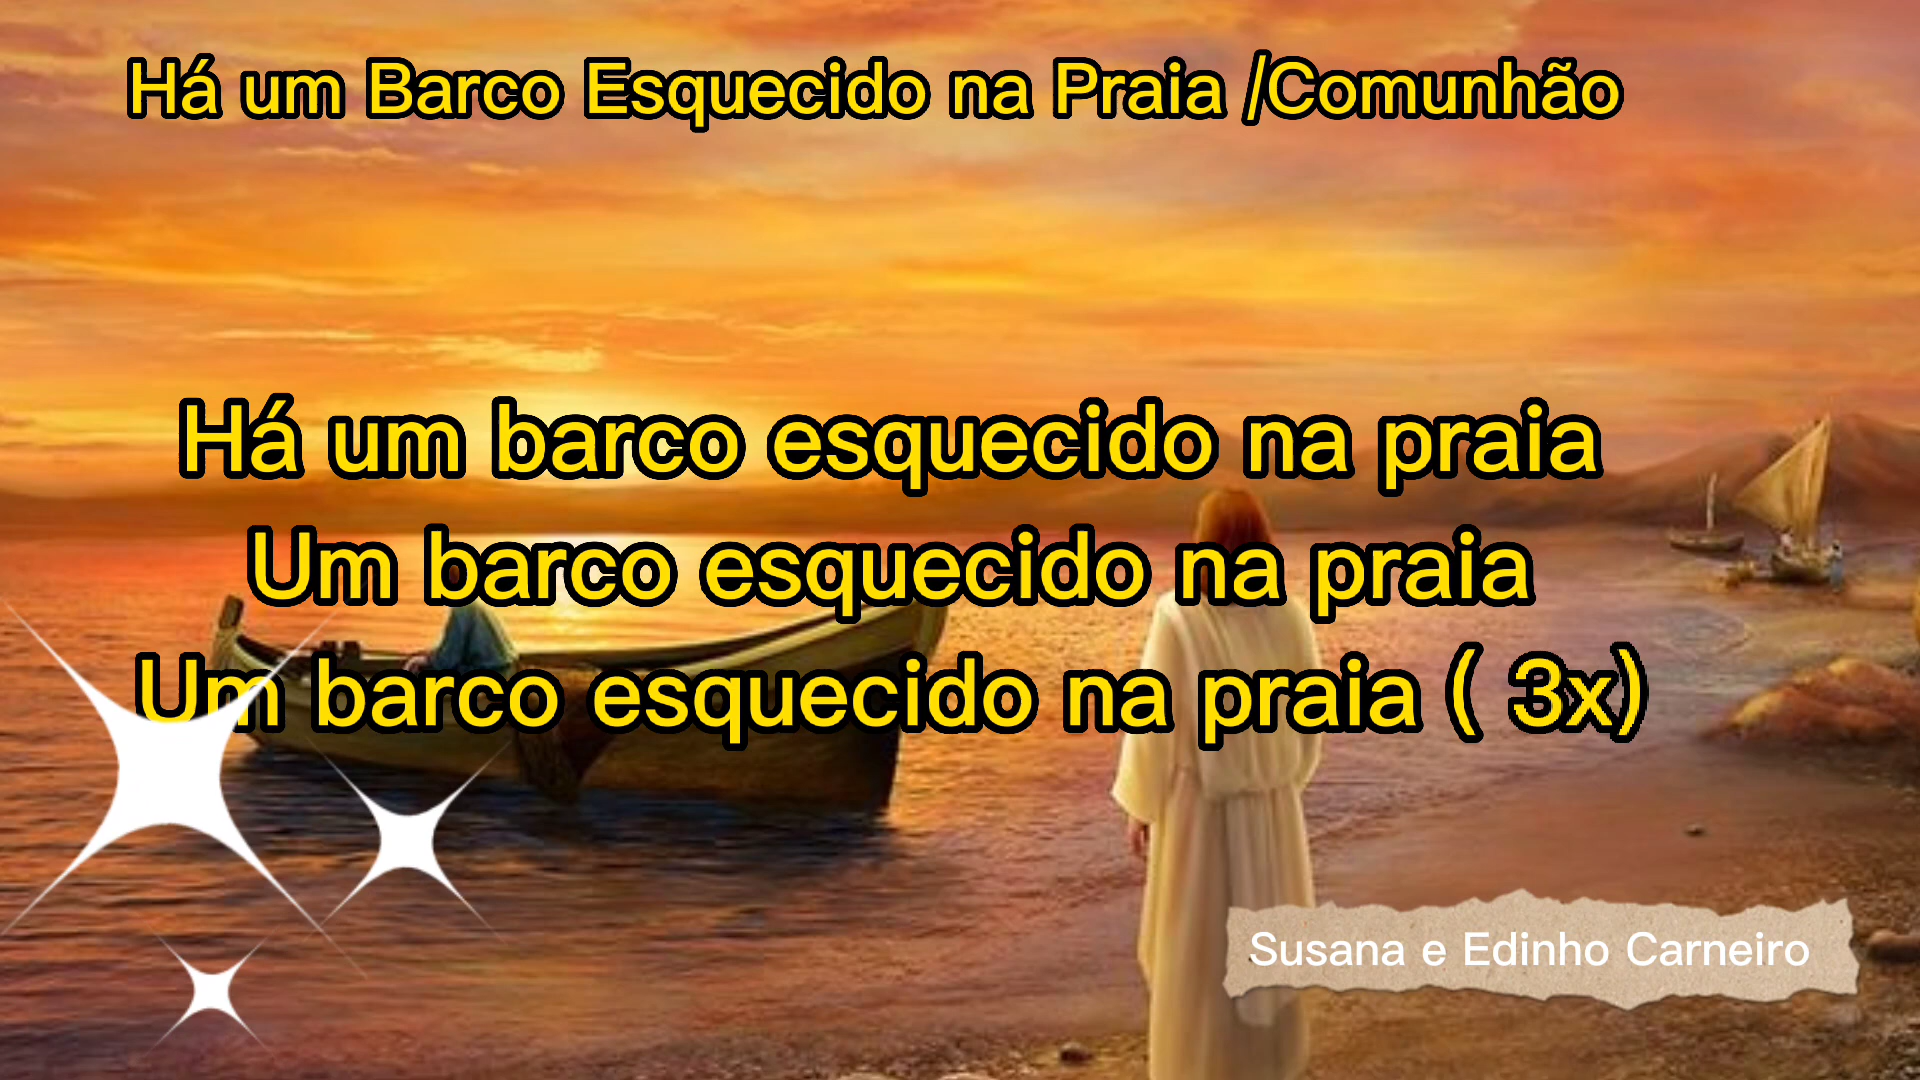 Há um Barco Esquecido na Praia /Comunhão
Há um barco esquecido na praia
Um barco esquecido na praia
Um barco esquecido na praia ( 3x)
Susana e Edinho Carneiro